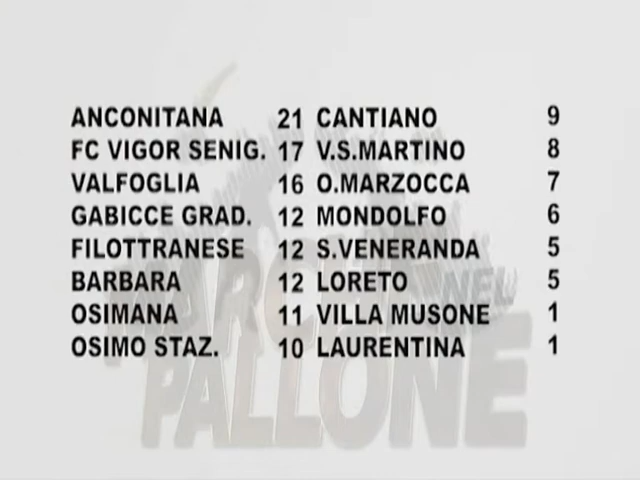 ANCONITANA 21 CANTIANO 9
FC VIGOR SENIG. 17 V.S.MARTINO 8
VALFOGLIA 16 O.MARZOCCA 7
GABICCE GRAD. 12 MONDOLFO 6
FILOTTRANESE 12 S.VENERANDA 5
BARBARA 12 LORETO 5
OSIMANA 11 VILLA MUSONE 1
OSIMO STAZ. 10 LAURENTINA 1
NEL
PALLONE